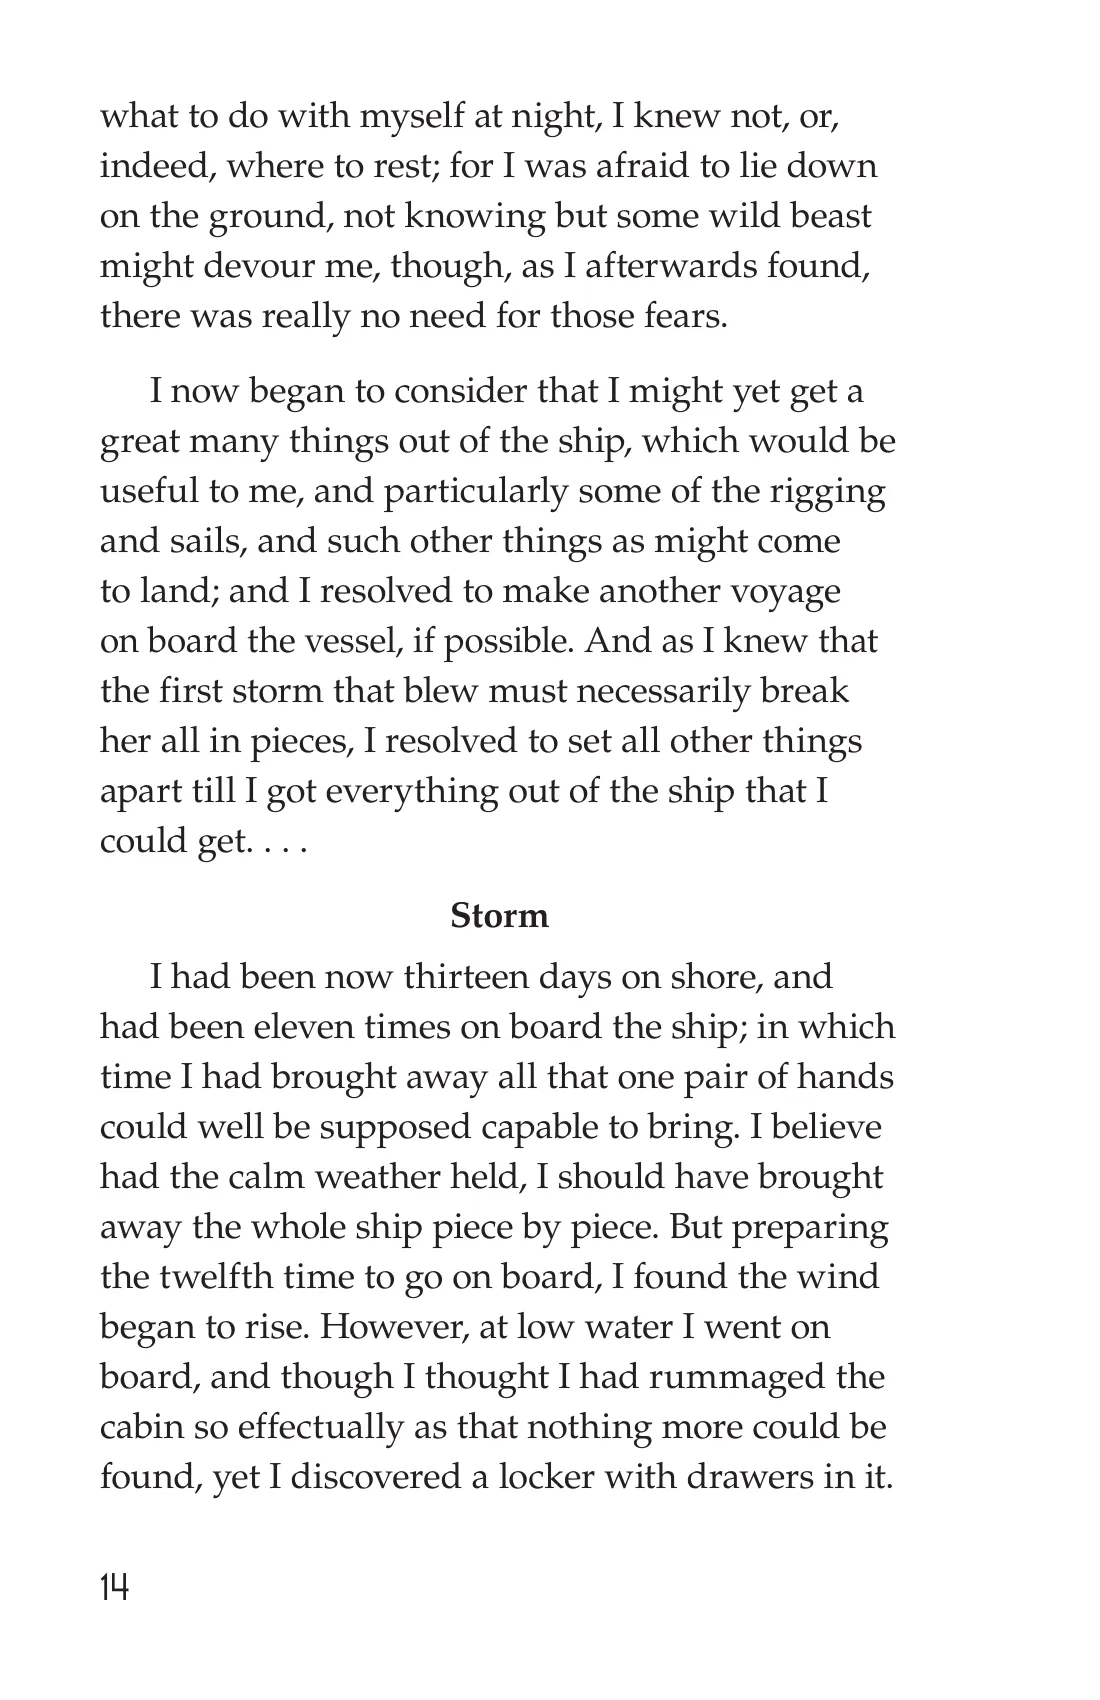 what to do with myself at night, I knew not, or,
indeed, where to rest; for I was afraid to lie down
on the ground, not knowing but some wild beast
might devour me, though, as I afterwards found,
there was really no need for those fears.
I now began to consider that I might yet get a
great many things out of the ship, which would be
useful to me, and particularly some of the rigging
and sails, and such other things as might come
to land; and I resolved to make another voyage
on board the vessel, if possible. And as I knew that
the first storm that blew must necessarily break
her all in pieces, I resolved to set all other things
apart till I got everything out of the ship that I
could get. . . .
Storm
I had been now thirteen days on shore, and
had been eleven times on board the ship; in which
time I had brought away all that one pair of hands
could well be supposed capable to bring. I believe
had the calm weather held, I should have brought
away the whole ship piece by piece. But preparing
the twelfth time to go on board, I found the wind
began to rise. However, at low water I went on
board, and though I thought I had rummaged the
cabin so effectually as that nothing more could be
found, yet I discovered a locker with drawers in it.
14